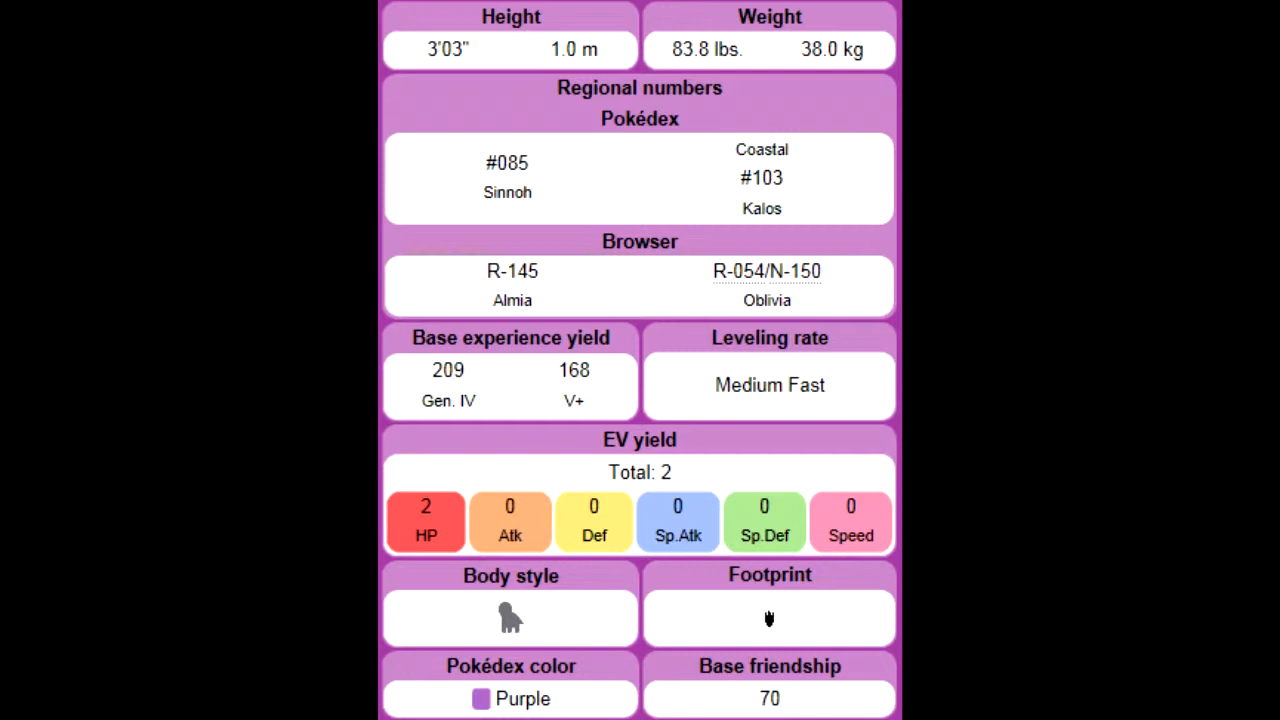 Height Weight
3'03" 1.0 m 83.8 lbs. 38.0 kg
Regional numbers
Pokédex
#085
Sinnoh
Coastal
#103
Kalos
Browser
R-145 R-054/N-150
Almia Oblivia
Base experience yield Leveling rate
209 168
Gen. IV V+
Medium Fast
EV yield
Total: 2
2 0 0 0 0 0
HP Atk Def Sp.Atk Sp.Def Speed
Body style Footprint
Pokédex color Base friendship
Purple 70